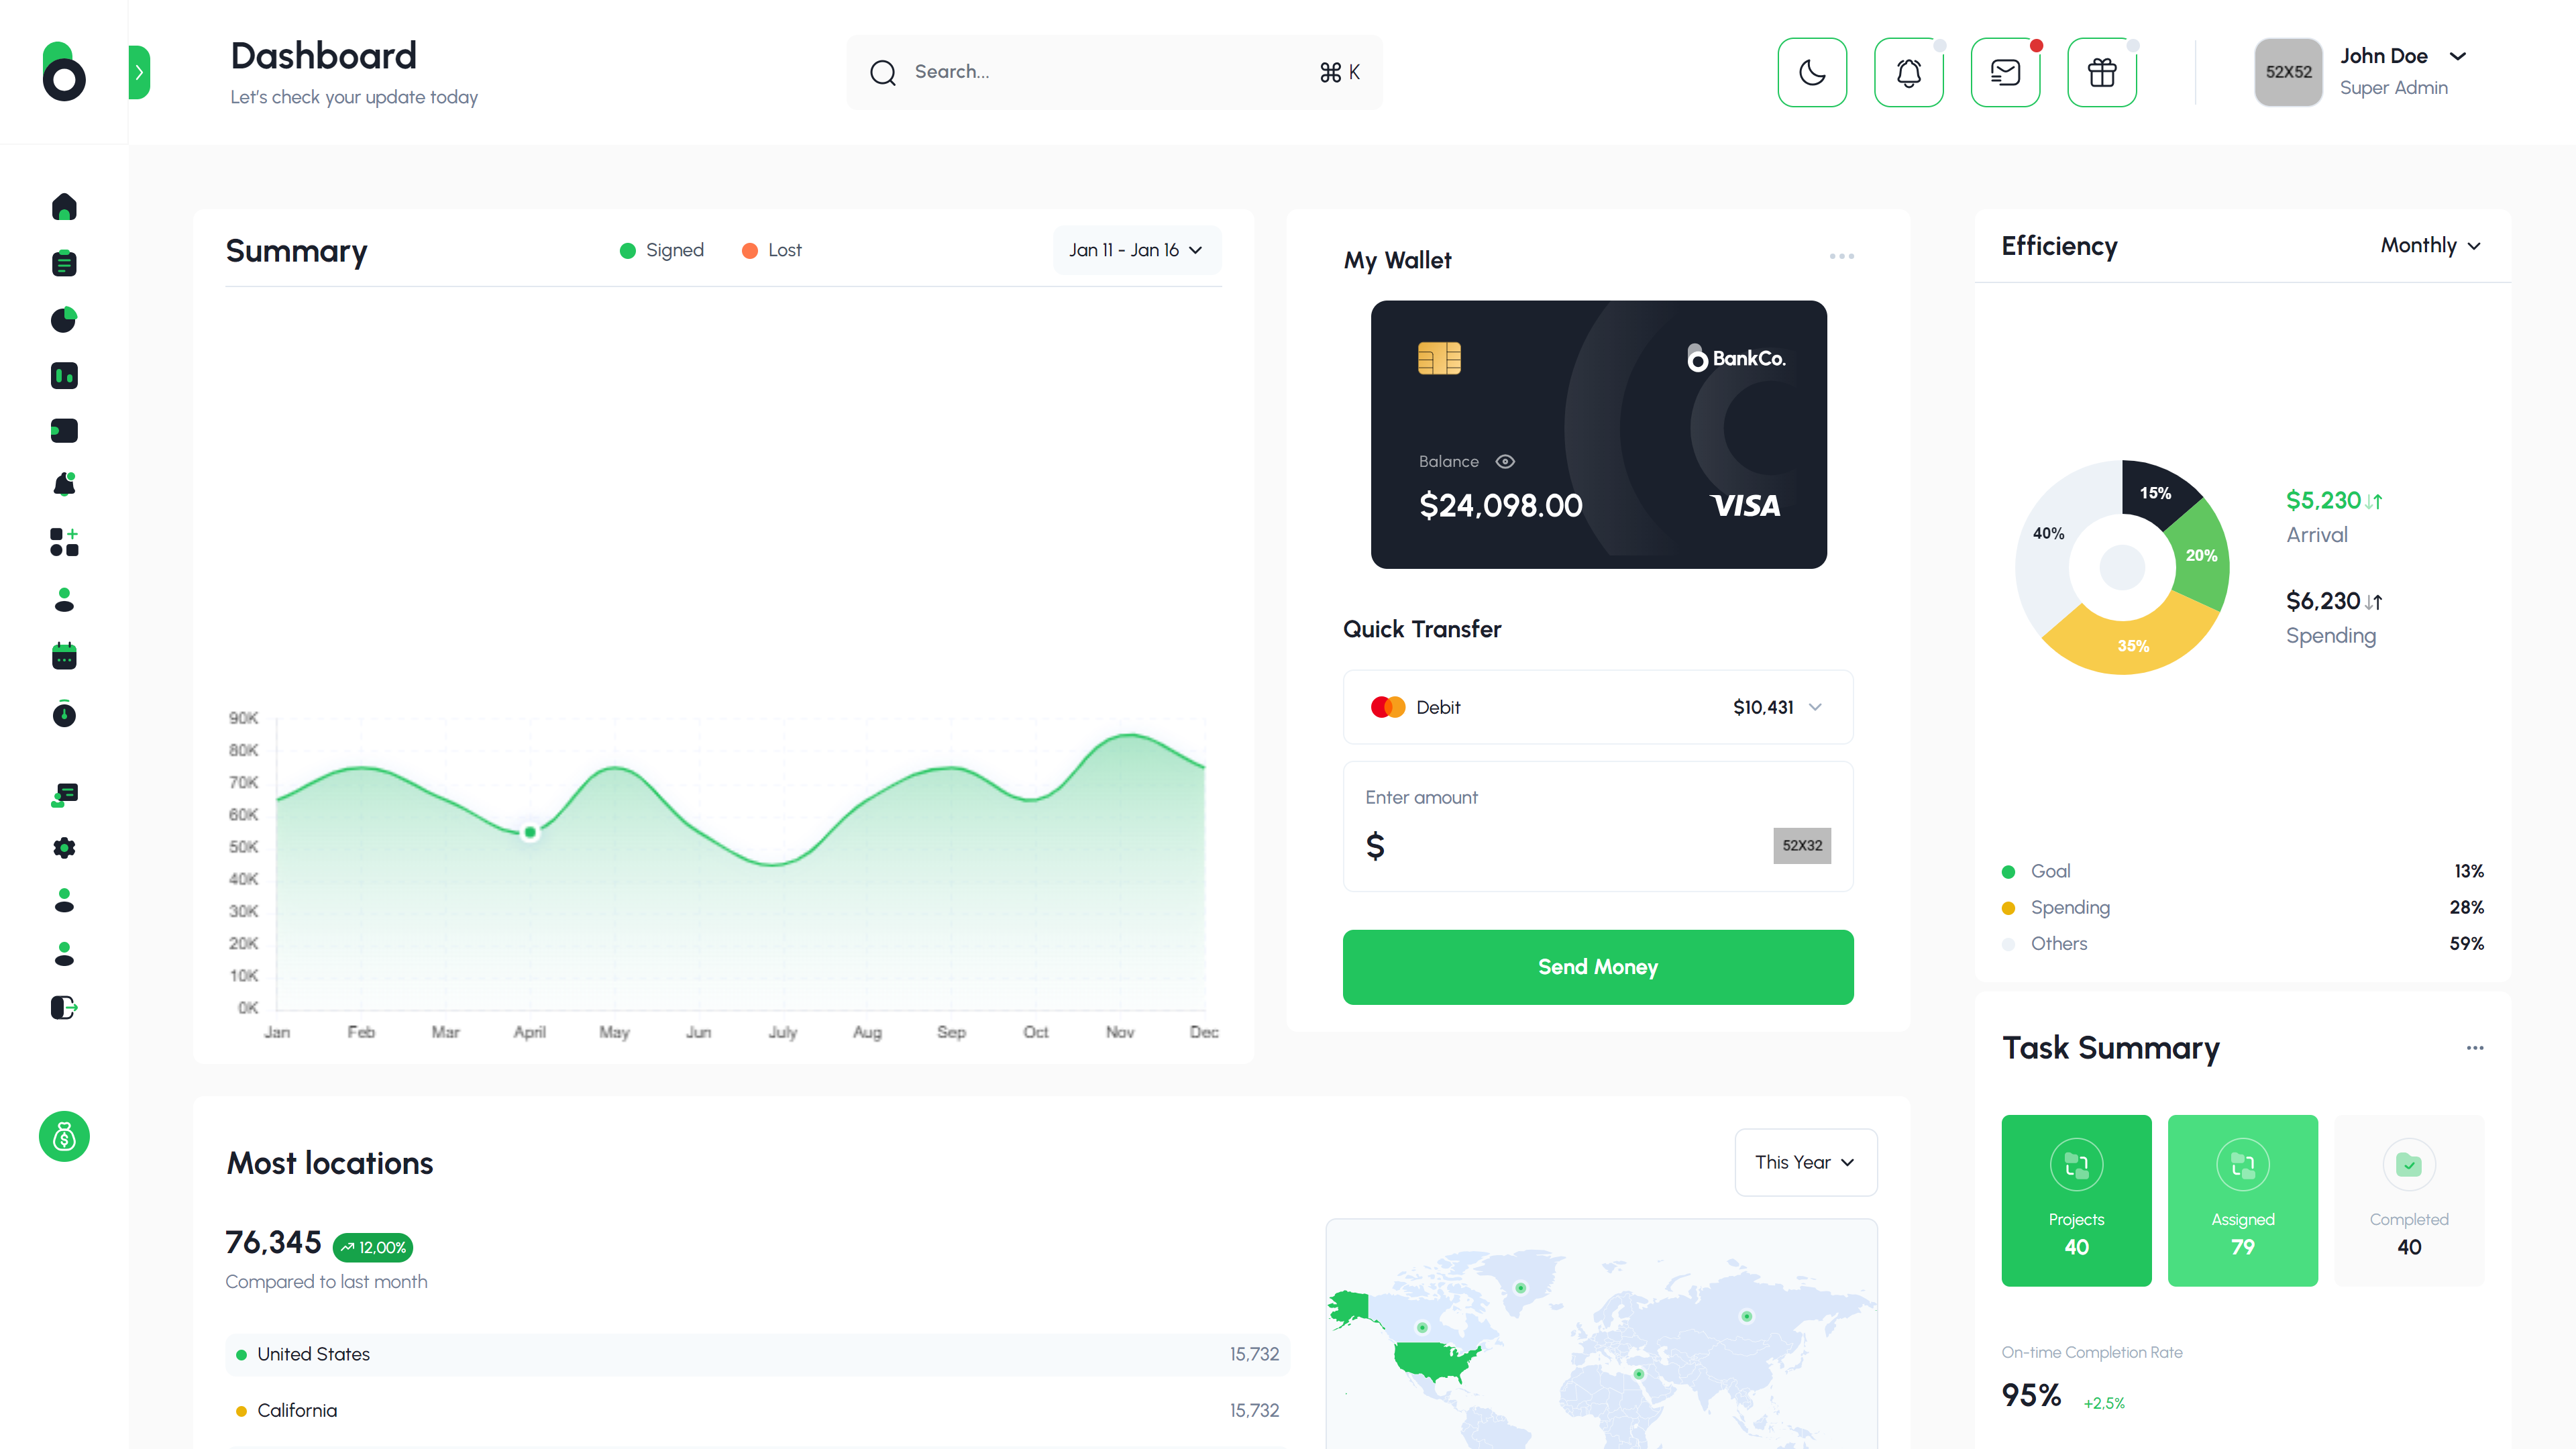 Dashboard
Let's check your update today
Search...
⌘ K
52X52
John Doe
Super Admin
Summary
Signed
Lost
Jan 11 - Jan 16
90K
80K
70K
60K
50K
40K
30K
20K
10K
0K
Jan Feb Mar April May Jun July Aug Sep Oct Nov Dec
My Wallet
BankCo.
Balance
$24,098.00
VISA
Quick Transfer
Debit
$10,431
Enter amount
$
52X32
Send Money
Efficiency
Monthly
15%
20%
35%
40%
$5,230
Arrival
$6,230
Spending
Goal 13%
Spending 28%
Others 59%
Task Summary
Projects
40
Assigned
79
Completed
40
On-time Completion Rate
95% +2,5%
Most locations
This Year
76,345 12,00%
Compared to last month
United States 15,732
California 15,732